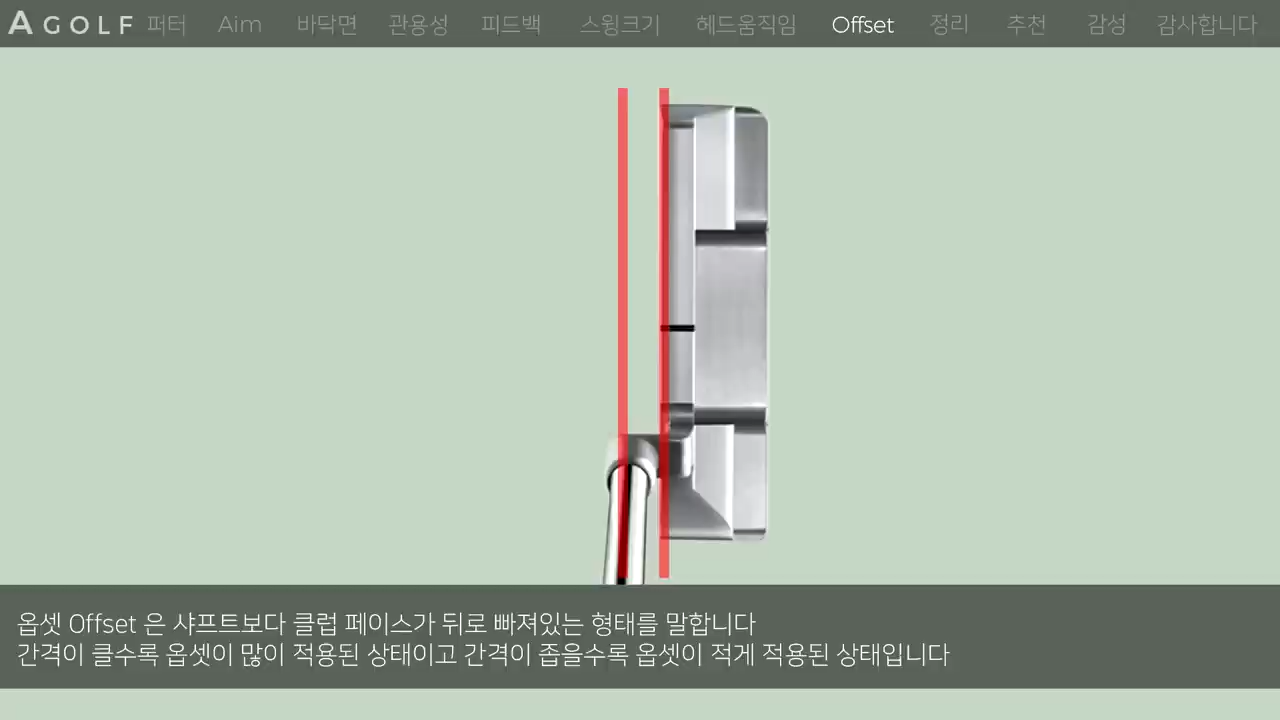 AGOLF 퍼터 Aim 바닥면 관용성 피드백 스윙크기 헤드움직임 Offset 정리 추천 감성 감사합니다
옵셋 Offset 은 샤프트보다 클럽 페이스가 뒤로 빠져있는 형태를 말합니다
간격이 클수록 옵셋이 많이 적용된 상태이고 간격이 좁을수록 옵셋이 적게 적용된 상태입니다